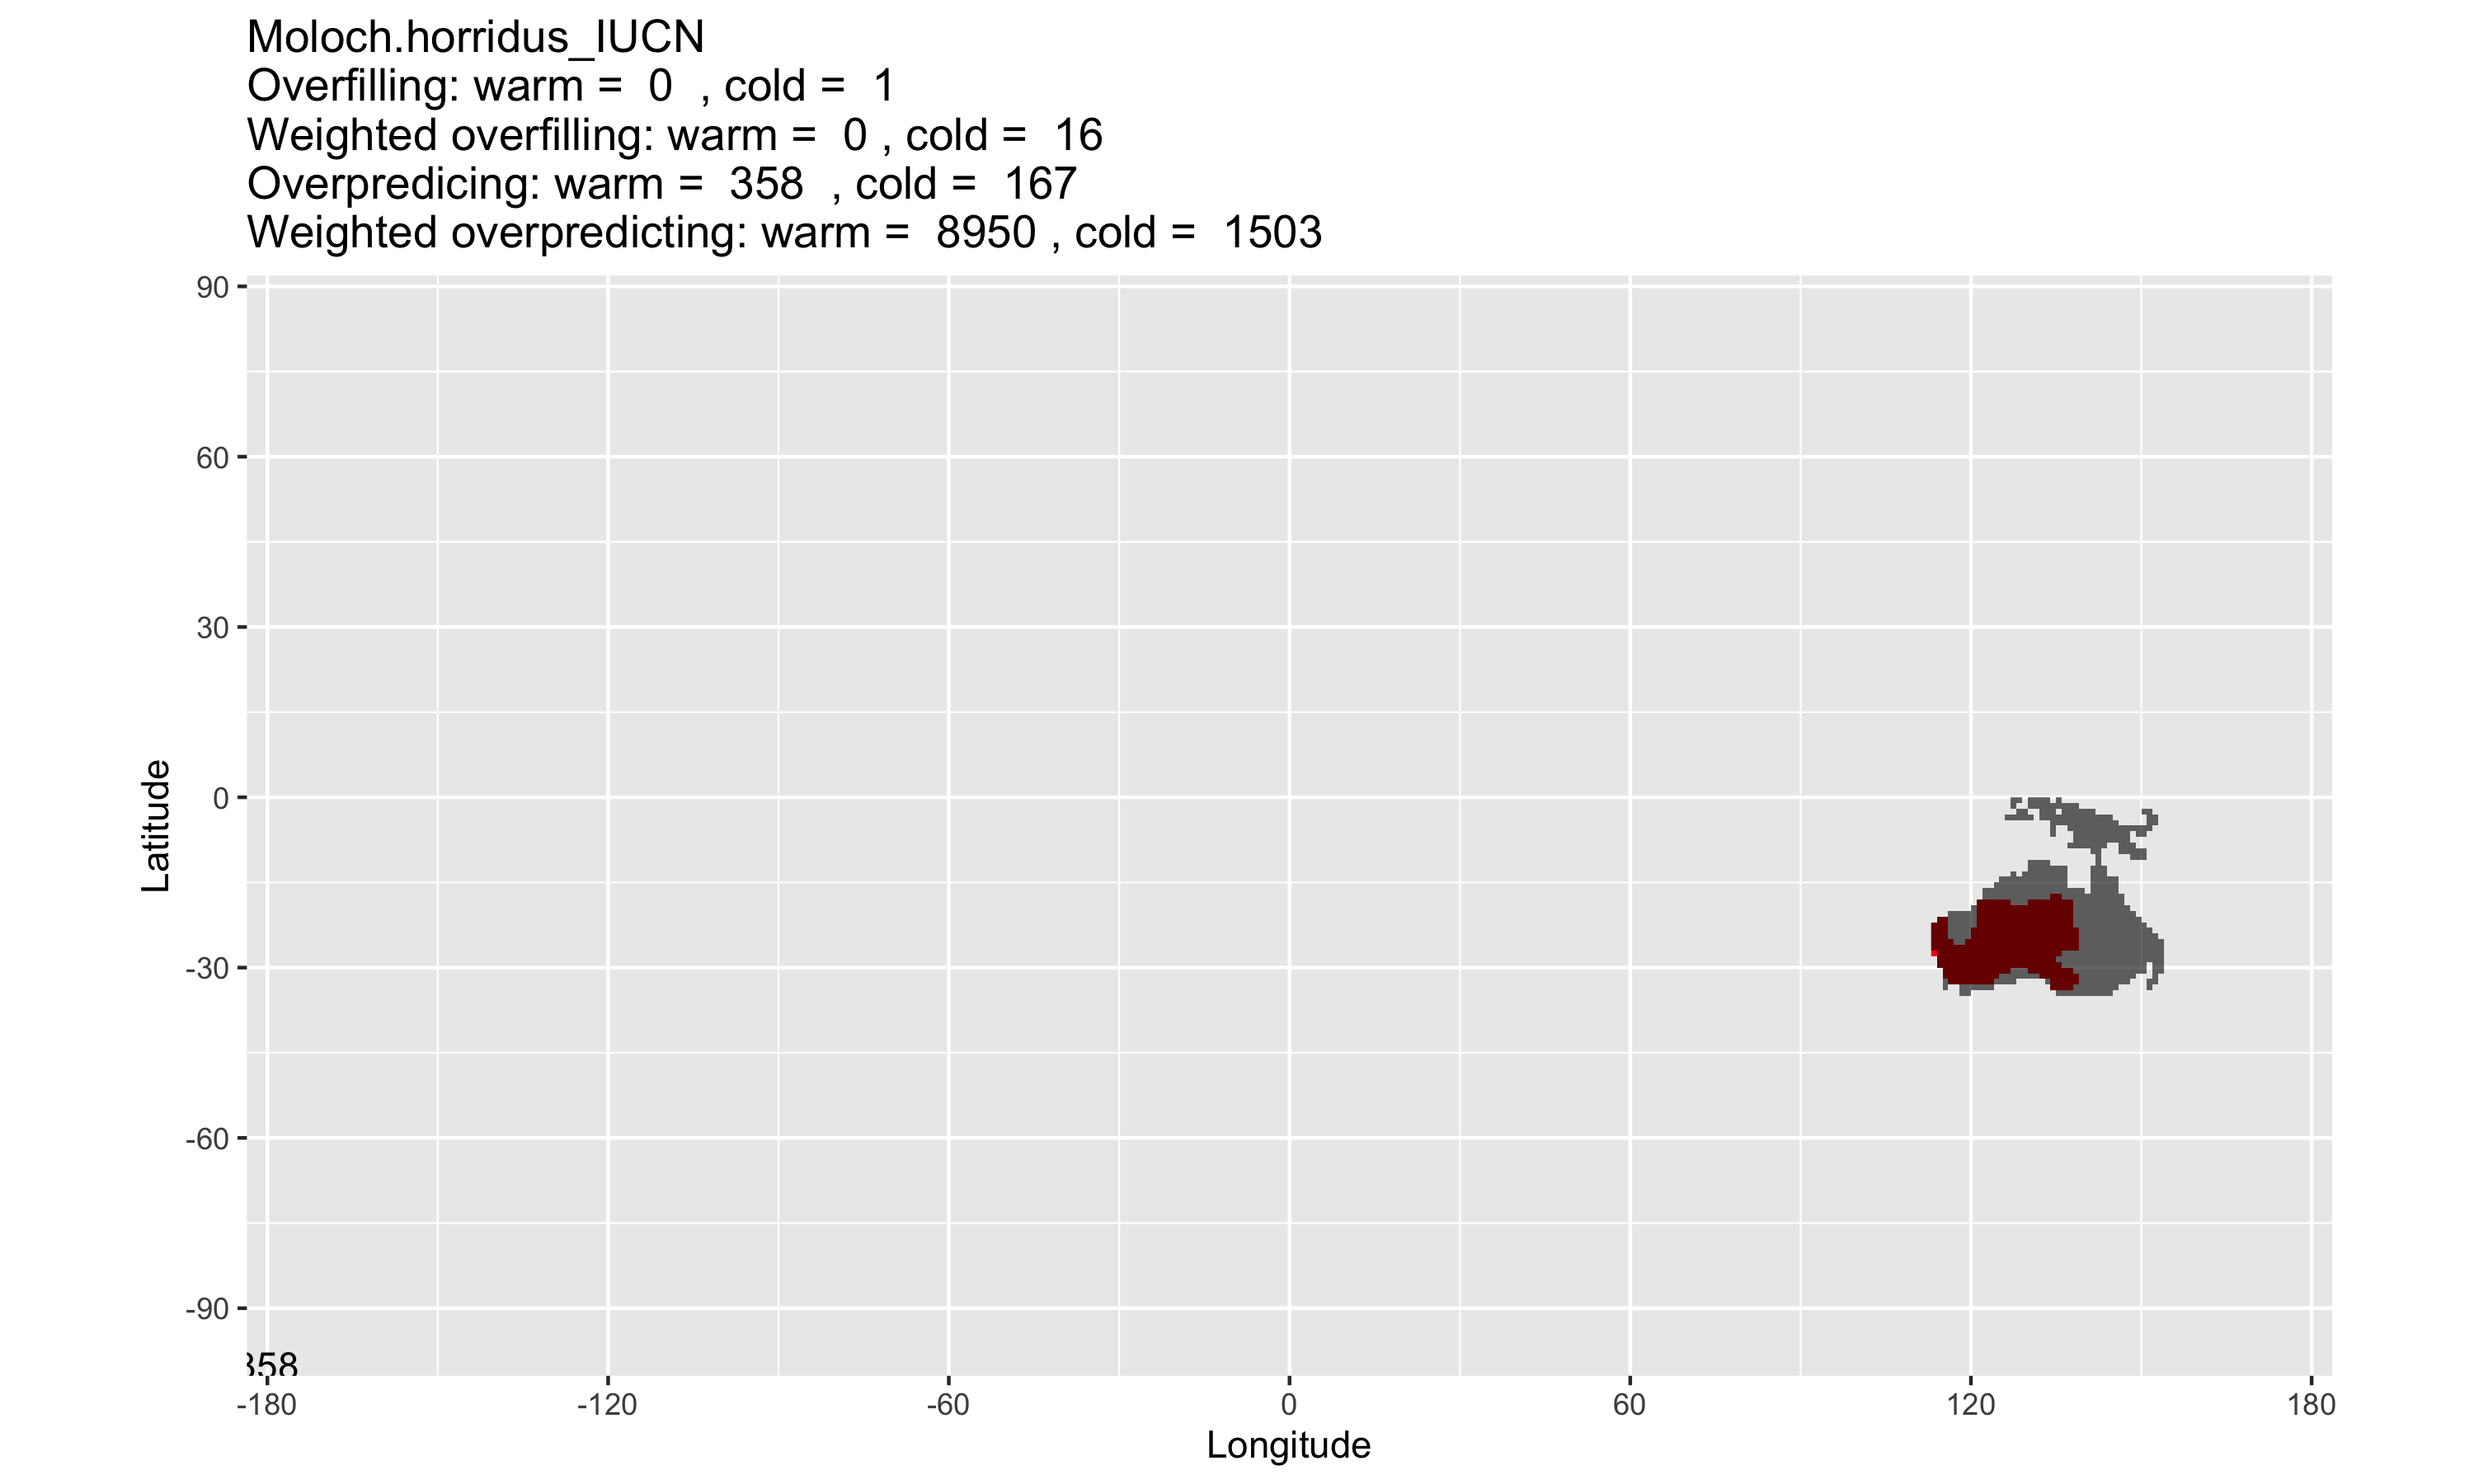 Moloch.horridus_IUCN
Overfilling: warm =  0  , cold =  1
Weighted overfilling: warm =  0 , cold =  16
Overpredicing: warm =  358  , cold =  167
Weighted overpredicting: warm =  8950 , cold =  1503
90
60
30
0
-30
-60
-90
Latitude
358
-180
-120
-60
0
60
120
180
Longitude